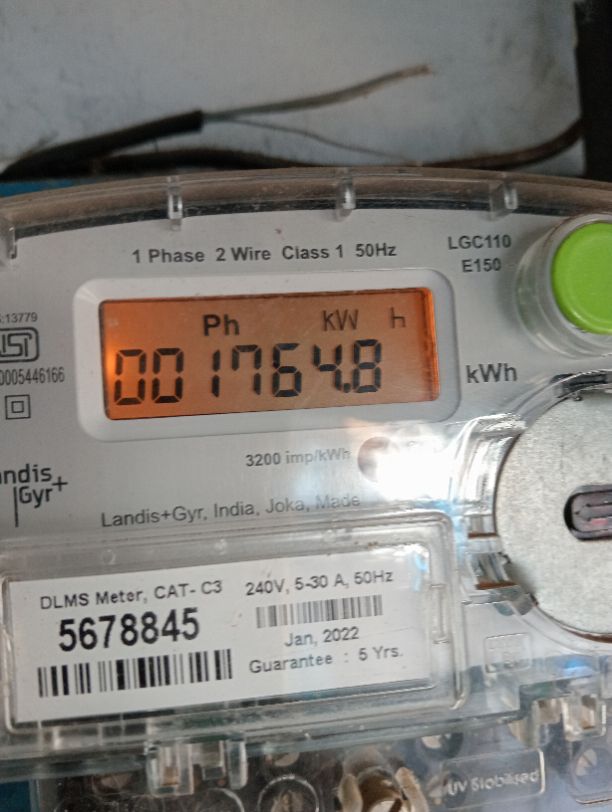 1 Phase 2 Wire Class 1 50Hz
LGC110
E150
:13779
Ph kW h
001764.8
kWh
0005446166
3200 imp/kWh
andis
Gyr+
Landis+Gyr, India, Joka, Made
DLMS Meter, CAT- C3
240V, 5-30 A, 50Hz
5678845
Jan, 2022
Guarantee : 5 Yrs.
UV Stabilised